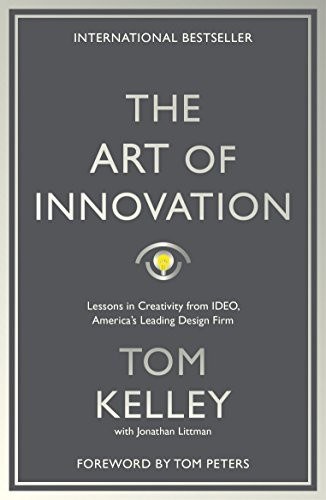 INTERNATIONAL BESTSELLER
THE
ART OF
INNOVATION
Lessons in Creativity from IDEO,
America's Leading Design Firm
TOM
KELLEY
with Jonathan Littman
FOREWORD BY TOM PETERS